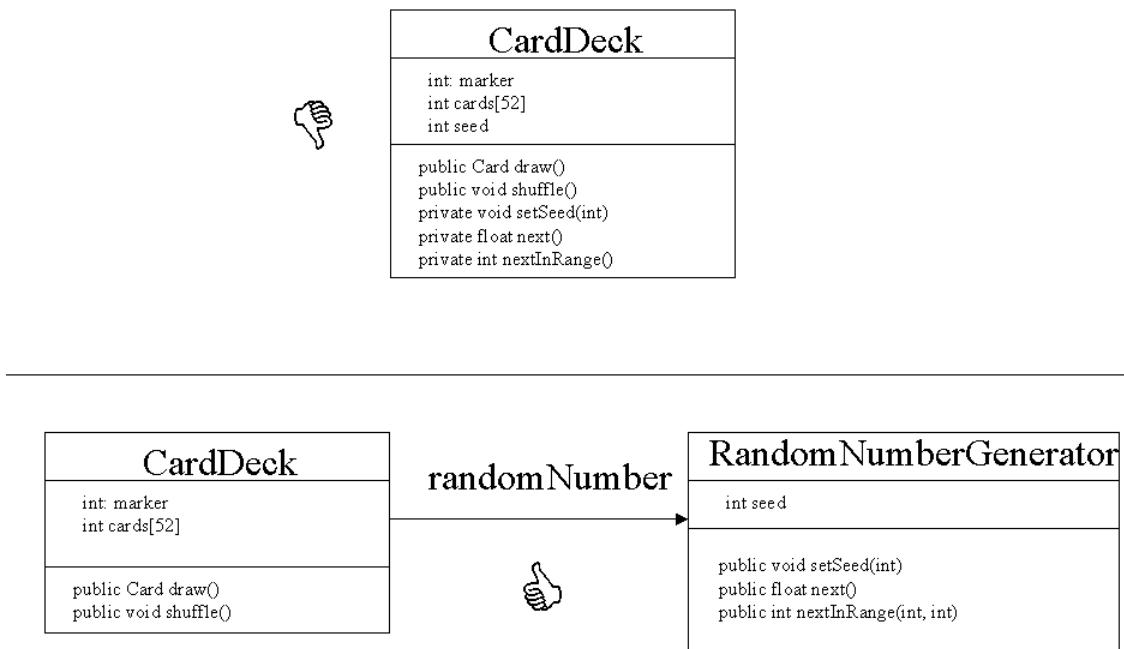 CardDeck
int: marker
int cards[52]
int seed
public Card draw()
public void shuffle()
private void setSeed(int)
private float next()
private int nextInRange()
CardDeck
int: marker
int cards[52]
public Card draw()
public void shuffle()
randomNumber
RandomNumberGenerator
int seed
public void setSeed(int)
public float next()
public int nextInRange(int, int)